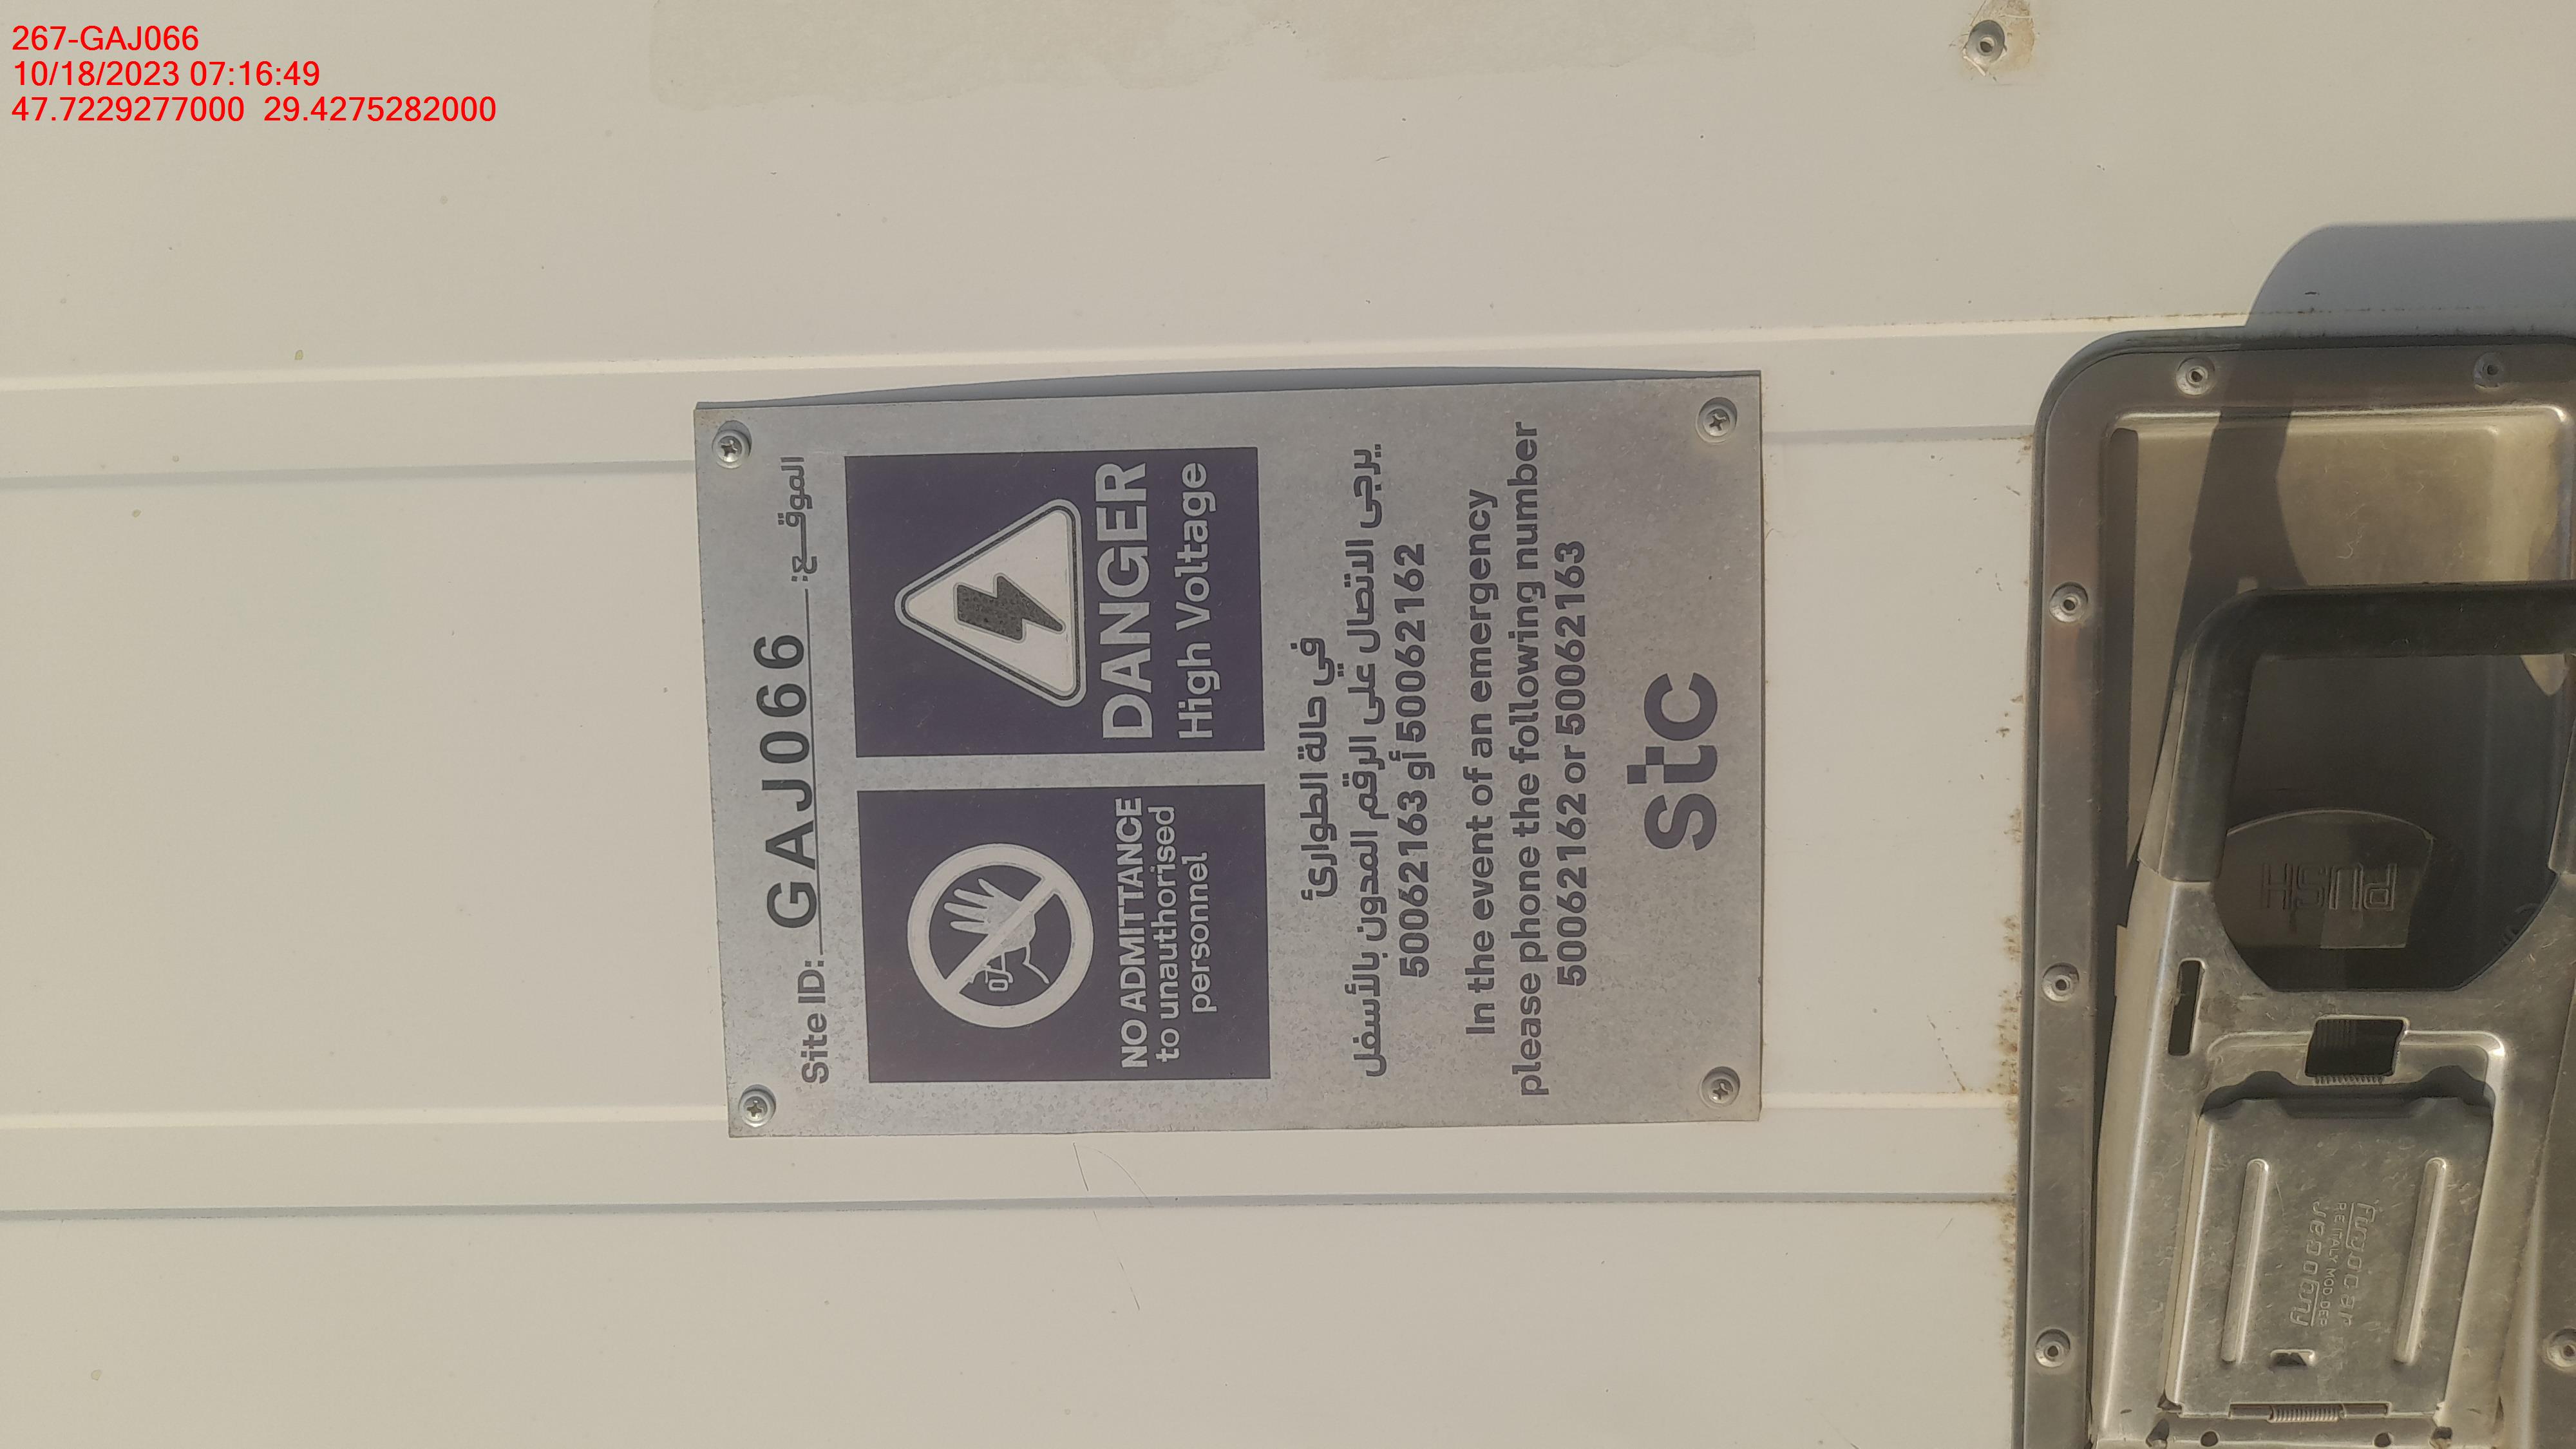 267-GAJ066
10/18/2023 07:16:49
47.7229277000 29.4275282000
Site ID: GAJ066 الموقــع:
NO ADMITTANCE
to unauthorised
personnel
DANGER
High Voltage
في حالة الطوارئ
يرجى الاتصال على الرقم المدون بالأسفل
50062163 أو 50062162
In the event of an emergency
please phone the following number
50062162 or 50062163
stc
PUSH